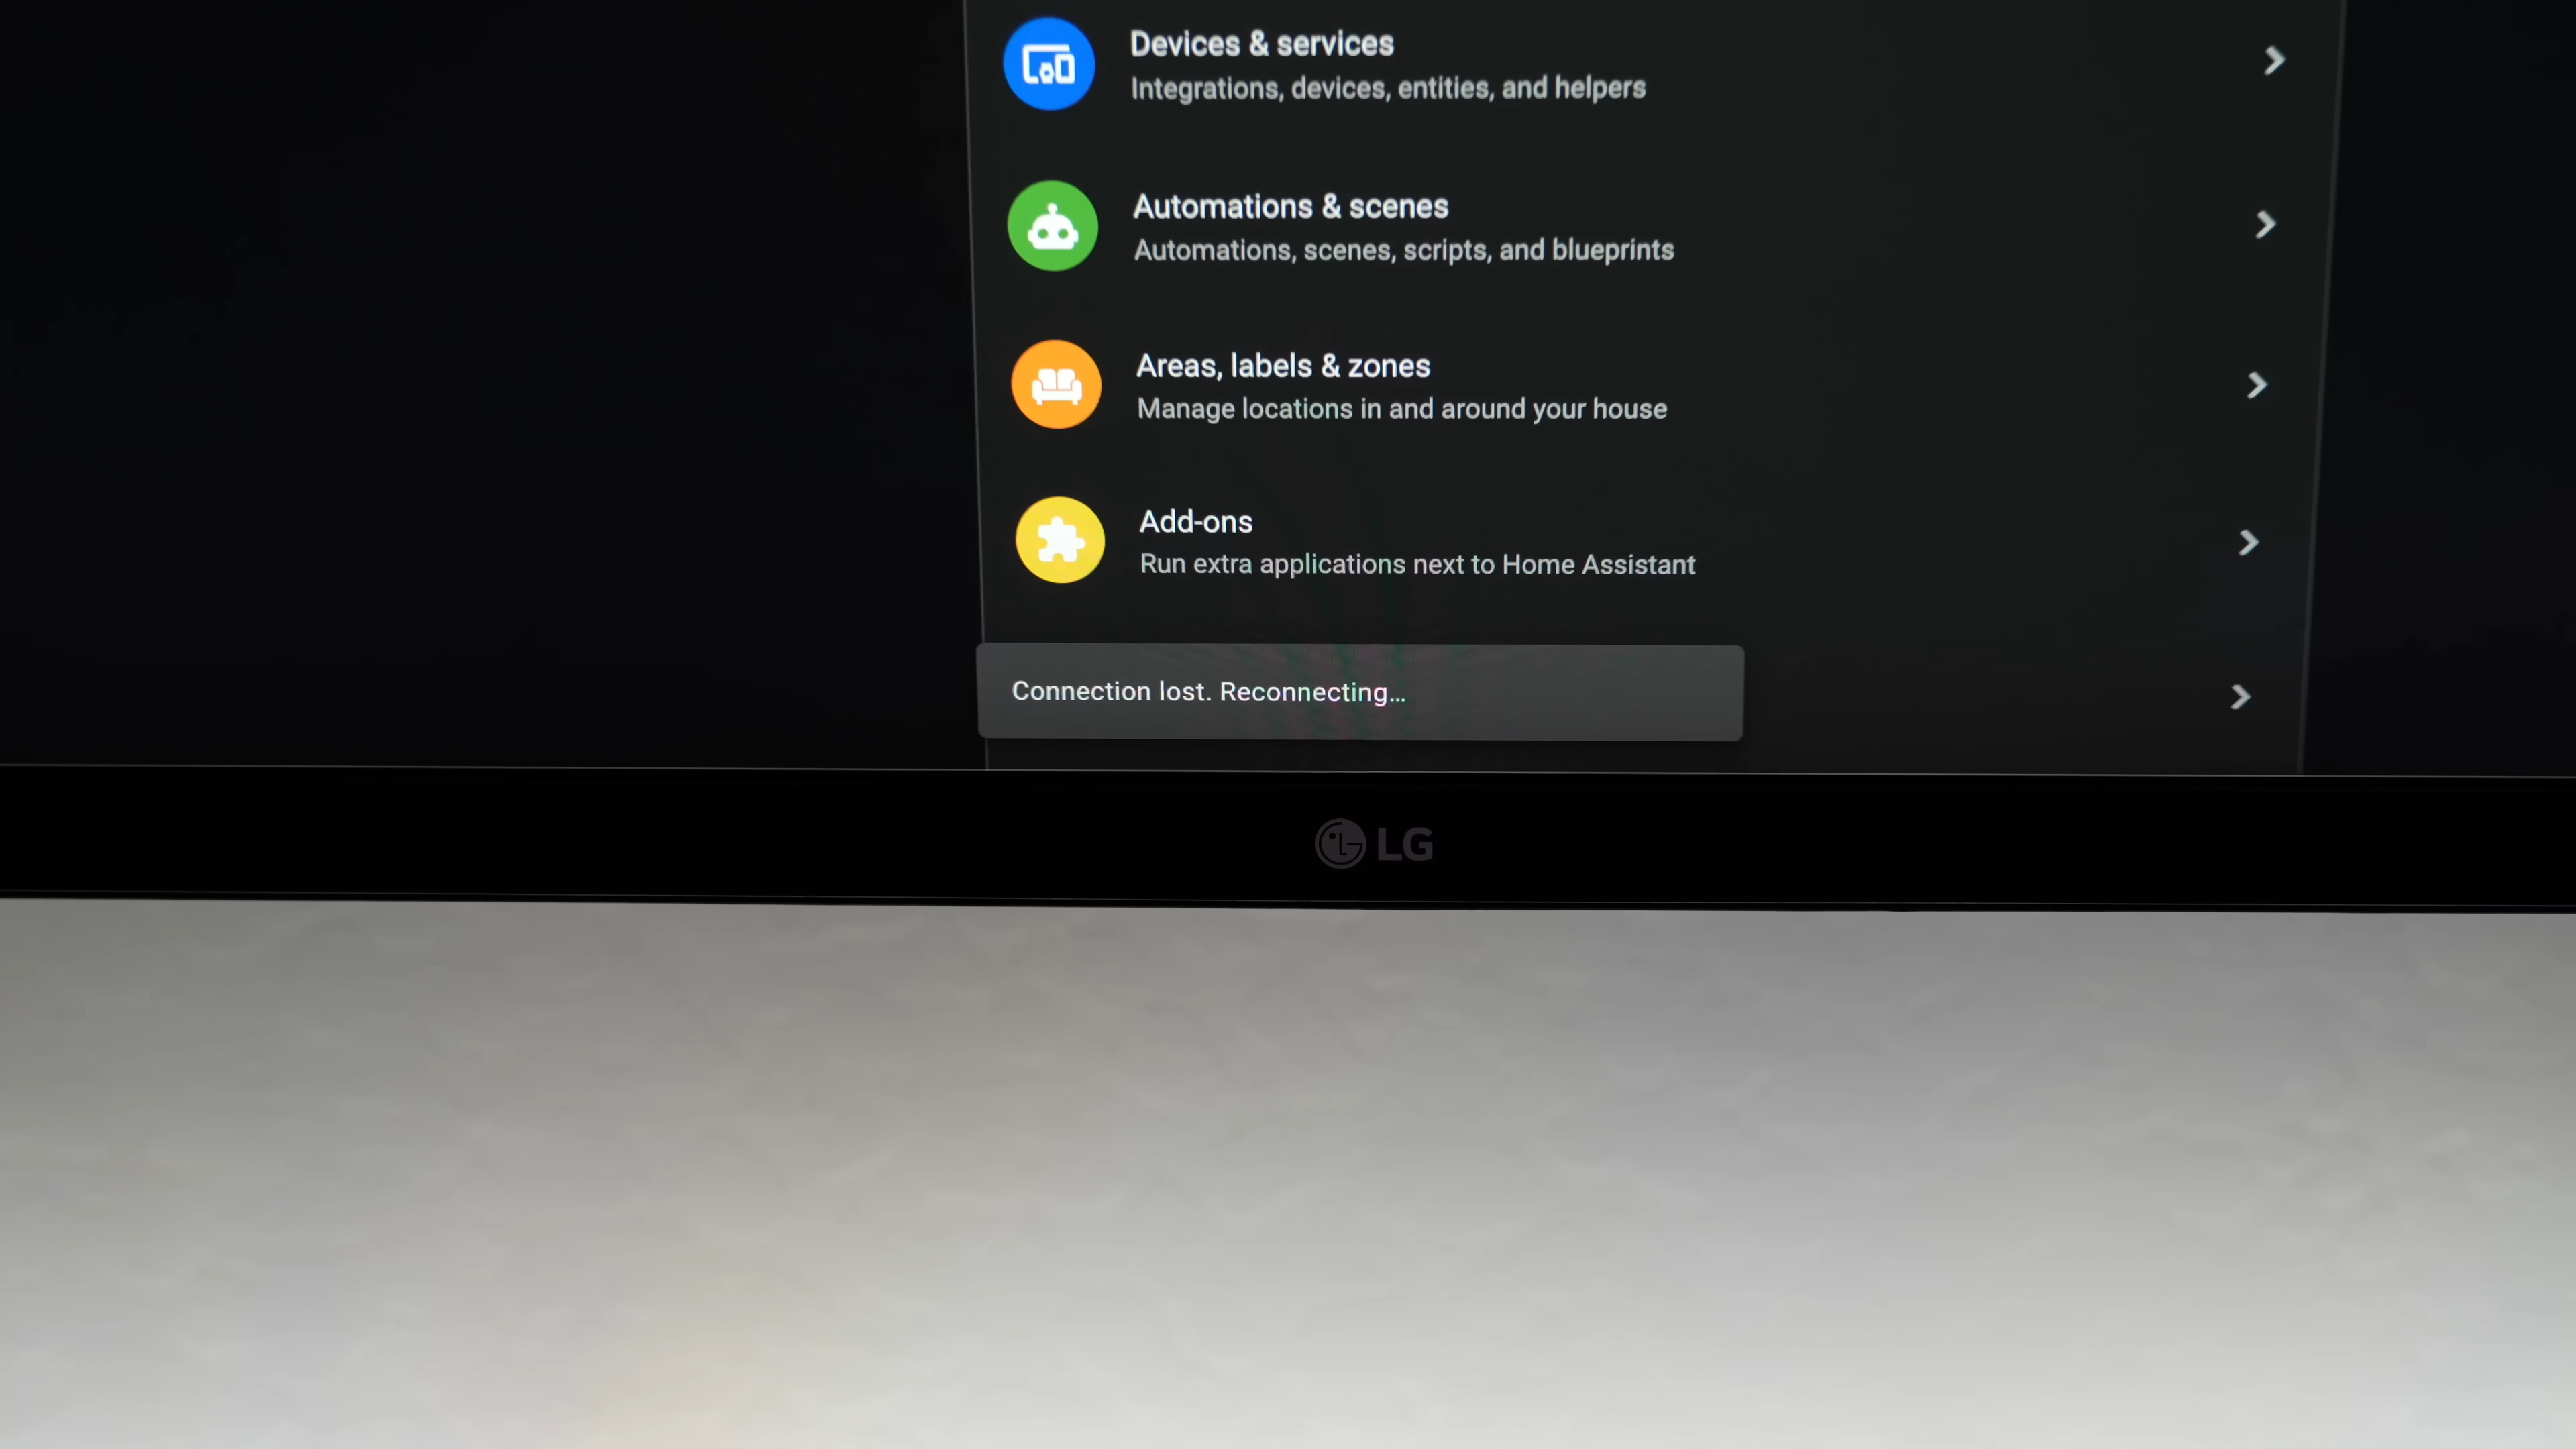 Devices & services
Integrations, devices, entities, and helpers
Automations & scenes
Automations, scenes, scripts, and blueprints
Areas, labels & zones
Manage locations in and around your house
Add-ons
Run extra applications next to Home Assistant
Connection lost. Reconnecting…
LG